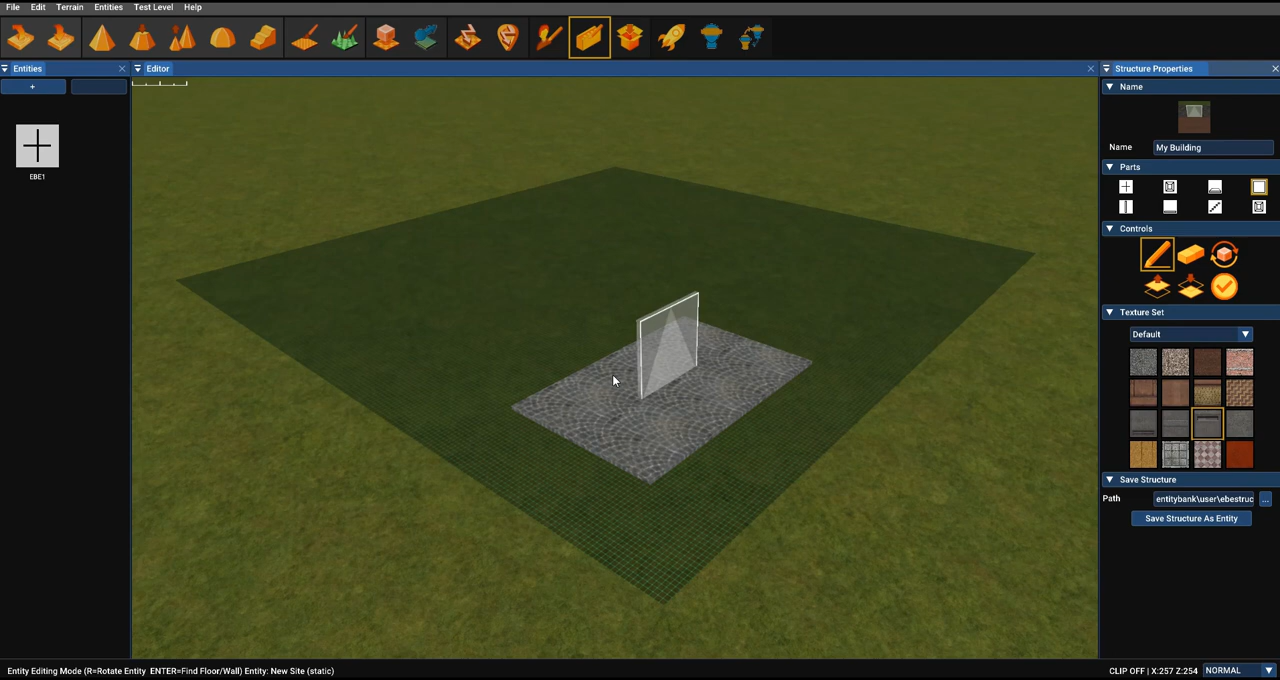 File Edit Terrain Entities Test Level Help
Entities
Editor
Structure Properties
+
Name
EBE1
Name My Building
Parts
Controls
Texture Set
Default
Save Structure
Path entitybank\user\ebestruc ...
Save Structure As Entity
Entity Editing Mode (R=Rotate Entity ENTER=Find Floor/Wall) Entity: New Site (static)
CLIP OFF | X:257 Z:254 NORMAL